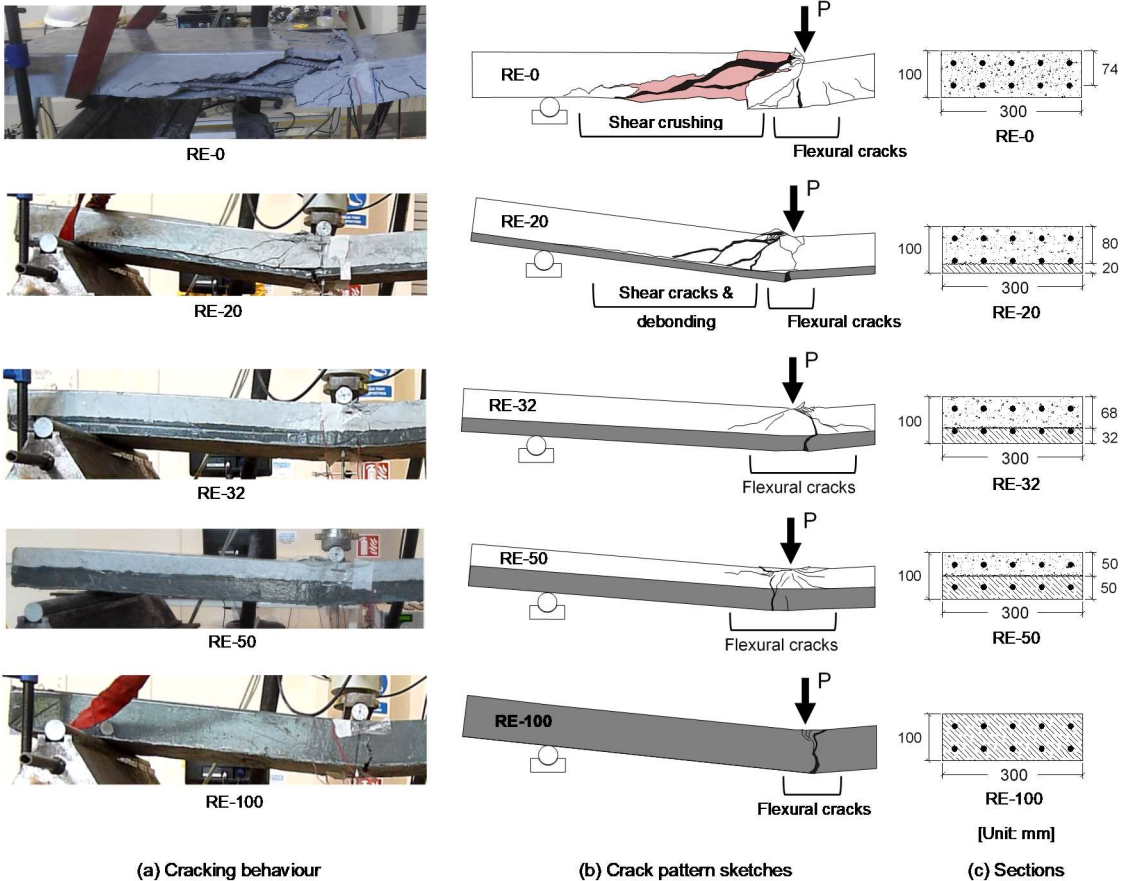 RE-0
P
RE-0
Shear crushing
Flexural cracks
100
74
300
RE-0
RE-20
P
RE-20
Shear cracks &
debonding
Flexural cracks
100
80
20
300
RE-20
RE-32
P
RE-32
Flexural cracks
100
68
32
300
RE-32
RE-50
P
RE-50
Flexural cracks
100
50
50
300
RE-50
RE-100
P
RE-100
Flexural cracks
100
300
RE-100
[Unit: mm]
(a) Cracking behaviour
(b) Crack pattern sketches
(c) Sections